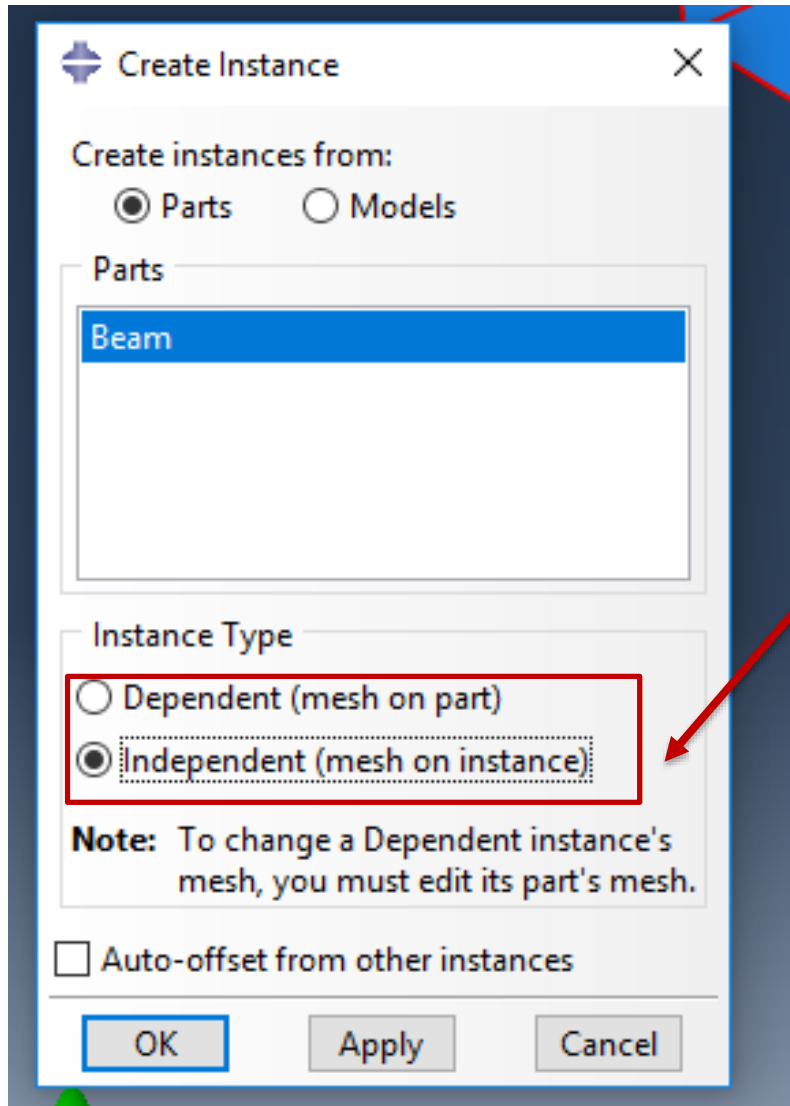 Create Instance
Create instances from:
Parts Models
Parts
Beam
Instance Type
Dependent (mesh on part)
Independent (mesh on instance)
Note: To change a Dependent instance's
mesh, you must edit its part's mesh.
Auto-offset from other instances
OK Apply Cancel